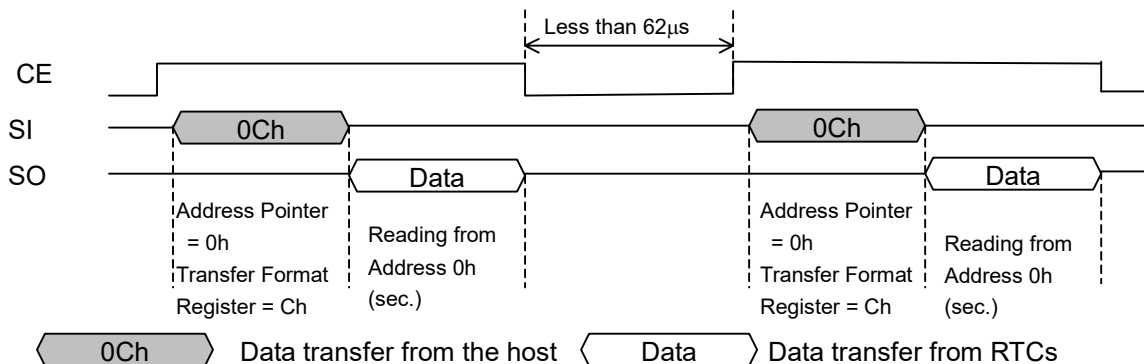 Less than 62μs
CE
SI
0Ch
0Ch
SO
Data
Data
Address Pointer
= 0h
Transfer Format
Register = Ch
Reading from
Address 0h
(sec.)
Address Pointer
= 0h
Transfer Format
Register = Ch
Reading from
Address 0h
(sec.)
0Ch Data transfer from the host Data Data transfer from RTCs